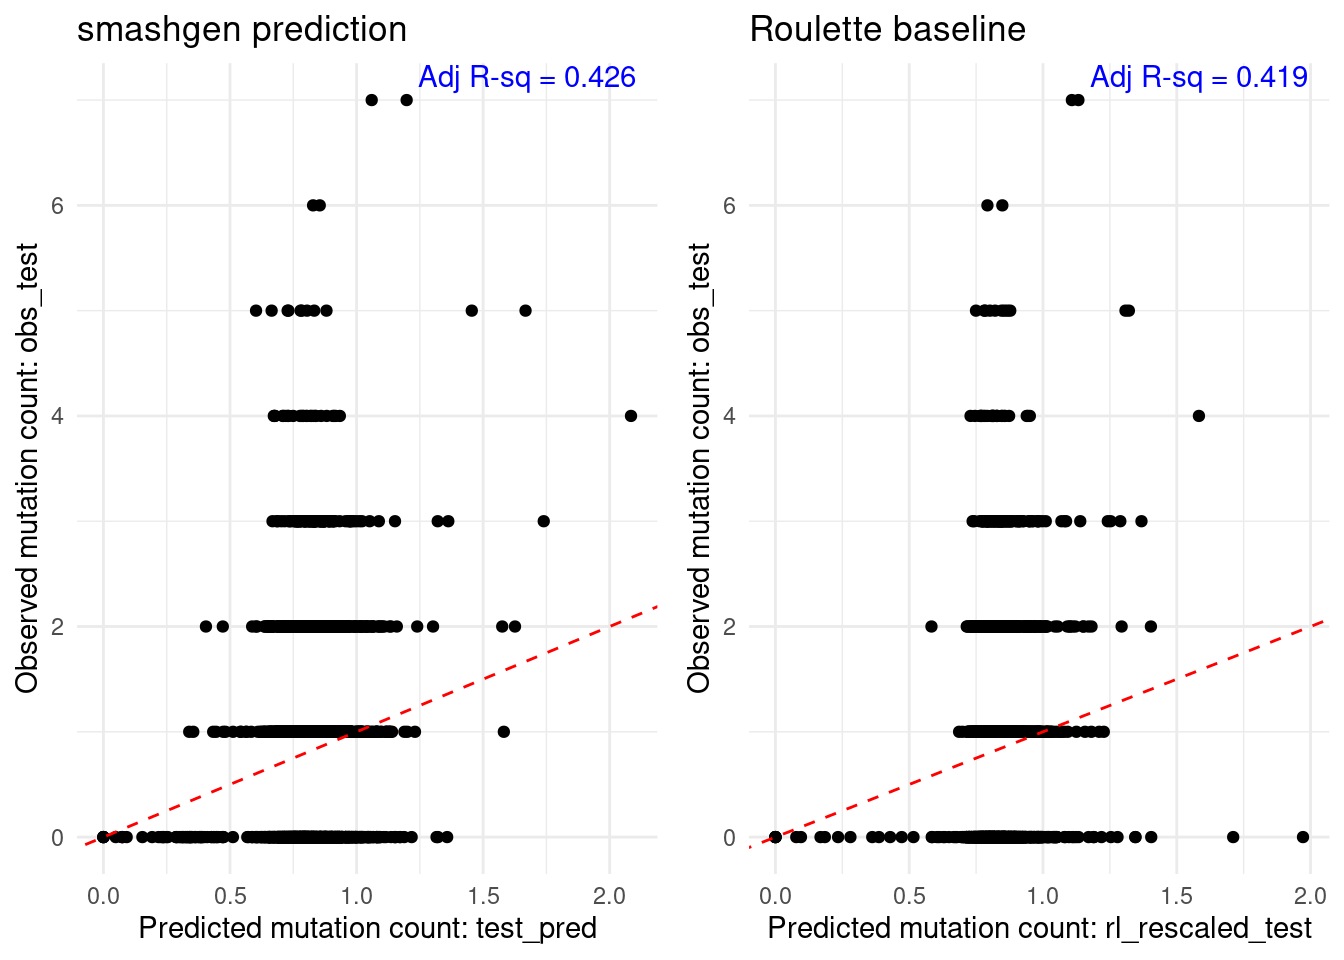 smashgen prediction
Adj R-sq = 0.426
Observed mutation count: obs_test
6
4
2
0
0.0 0.5 1.0 1.5 2.0
Predicted mutation count: test_pred
Roulette baseline
Adj R-sq = 0.419
Observed mutation count: obs_test
6
4
2
0
0.0 0.5 1.0 1.5 2.0
Predicted mutation count: rl_rescaled_test